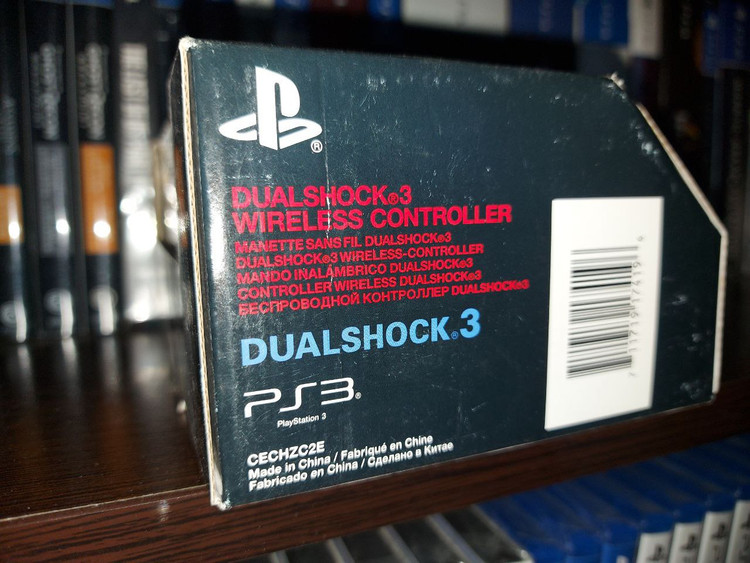 DUALSHOCK®3
WIRELESS CONTROLLER
MANETTE SANS FIL DUALSHOCK®3
DUALSHOCK®3 WIRELESS-CONTROLLER
MANDO INALÁMBRICO DUALSHOCK®3
CONTROLLER WIRELESS DUALSHOCK®3
БЕСПРОВОДНОЙ КОНТРОЛЛЕР DUALSHOCK®3
DUALSHOCK®3
PS3®
PlayStation 3
CECHZC2E
Made in China / Fabriqué en Chine
Fabricado en China / Сделано в Китае